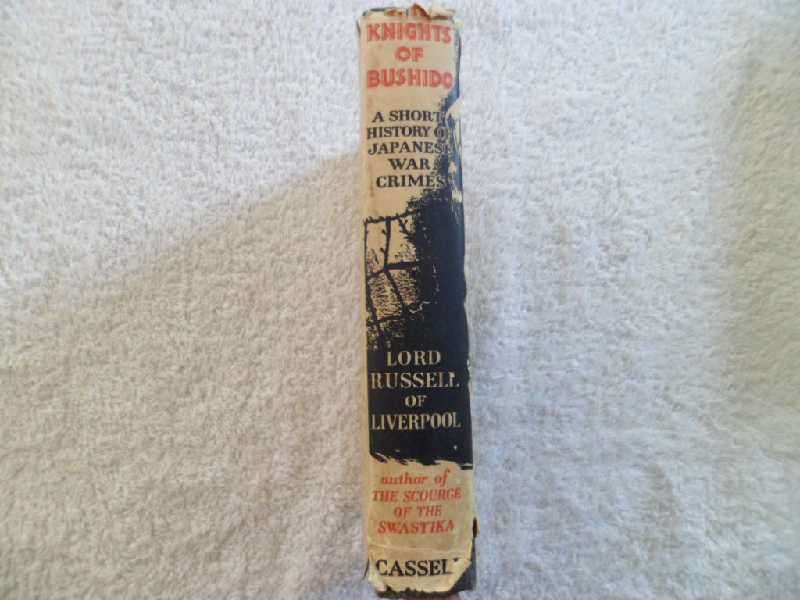 KNIGHTS
OF
BUSHIDO
A SHORT
HISTORY OF
JAPANESE
WAR
CRIMES
LORD
RUSSELL
OF
LIVERPOOL
author of
THE SCOURGE
OF THE
SWASTIKA
CASSELL